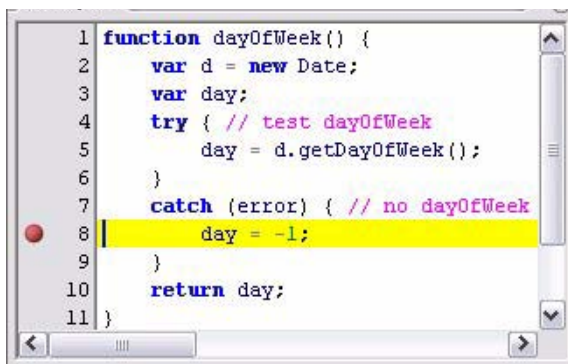 1 function dayOfWeek() {
2 var d = new Date;
3 var day;
4 try { // test dayOfWeek
5 day = d.getDayOfWeek();
6 }
7 catch (error) { // no dayOfWeek
8 day = -1;
9 }
10 return day;
11 }